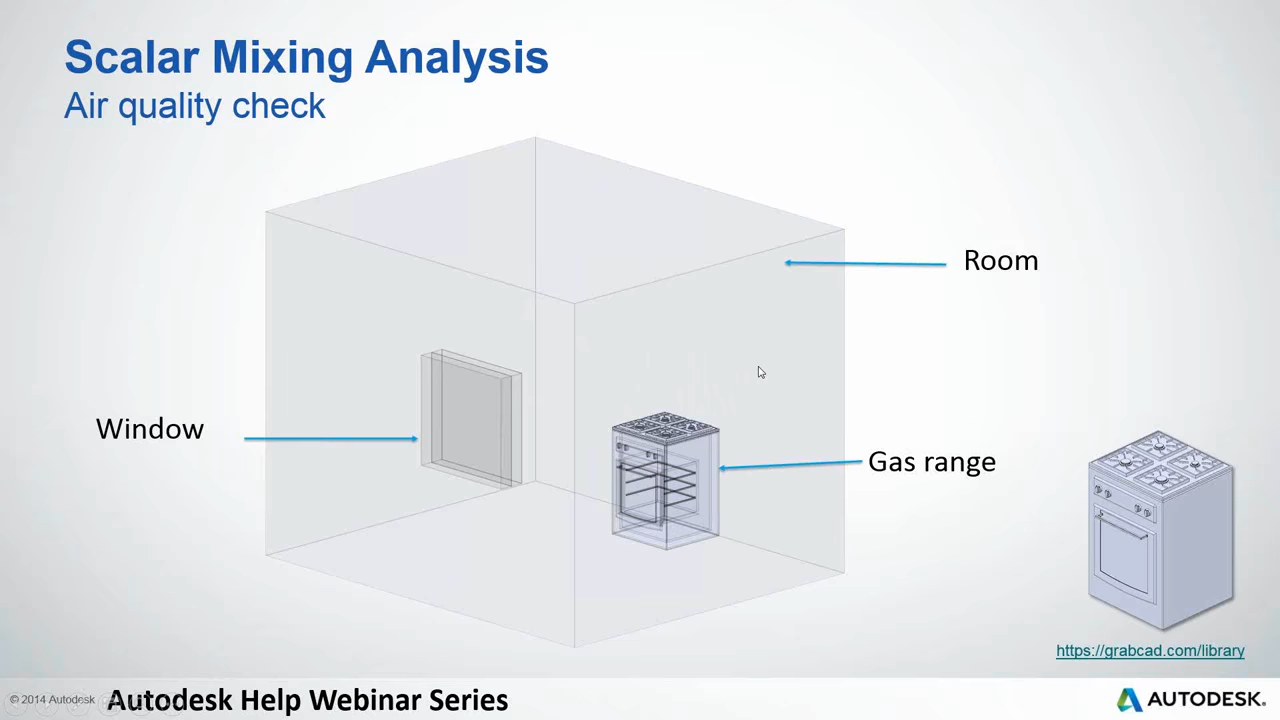 Scalar Mixing Analysis
Air quality check
Room
Window
Gas range
https://grabcad.com/library
© 2014 Autodesk
Autodesk Help Webinar Series
AUTODESK.